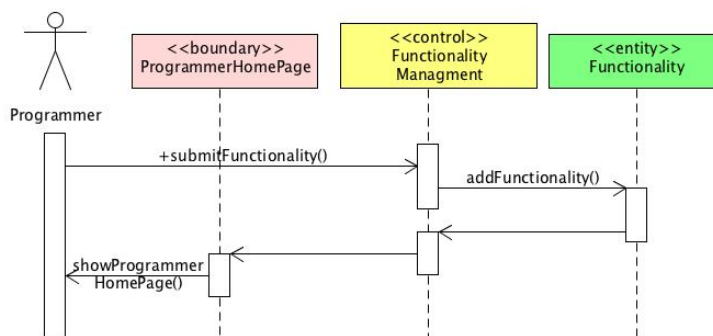 <<boundary>>
ProgrammerHomePage
<<control>>
Functionality
Managment
<<entity>>
Functionality
Programmer
+submitFunctionality()
addFunctionality()
showProgrammer
HomePage()